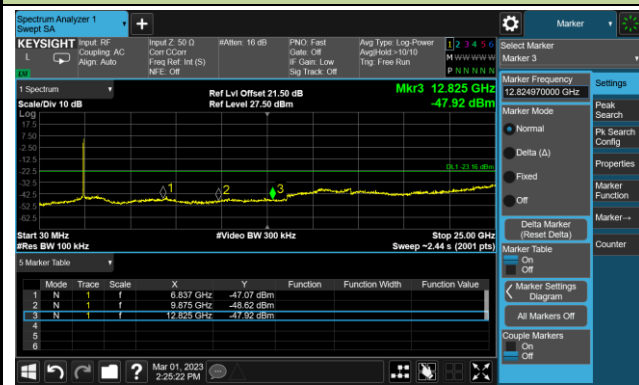 Spectrum Analyzer 1
Swept SA
+
Marker
KEYSIGHT Input: RF Input Z: 50 Ω #Atten: 16 dB PNO: Fast Avg Type: Log-Power 1 2 3 4 5 6
L Coupling: AC Corr CCorr Gate: Off Avg|Hold:>10/10 M W W W W W
Align: Auto Freq Ref: Int (S) IF Gain: Low Trig: Free Run P N N N N N
NFE: Off Sig Track: Off
LXI
Select Marker
Marker 3
1 Spectrum
Scale/Div 10 dB
Ref Lvl Offset 21.50 dB
Ref Level 27.50 dBm
Mkr3 12.825 GHz
-47.92 dBm
Log
17.5
7.50
-2.50
-12.5
-22.5
-32.5
-42.5
-52.5
-62.5
DL1 -23.16 dBm
1
2
3
Start 30 MHz #Video BW 300 kHz Stop 25.00 GHz
#Res BW 100 kHz Sweep ~2.44 s (2001 pts)
5 Marker Table
Mode Trace Scale X Y Function Function Width Function Value
1 N 1 f 6.837 GHz -47.07 dBm
2 N 1 f 9.875 GHz -48.62 dBm
3 N 1 f 12.825 GHz -47.92 dBm
4
5
6
Marker Frequency
12.824970000 GHz
Marker Mode
Normal
Delta (Δ)
Fixed
Off
Delta Marker
(Reset Delta)
Marker Table
On
Off
Marker Settings
Diagram
All Markers Off
Couple Markers
On
Off
Settings
Peak
Search
Pk Search
Config
Properties
Marker
Function
Marker→
Counter
?
Mar 01, 2023
2:25:22 PM